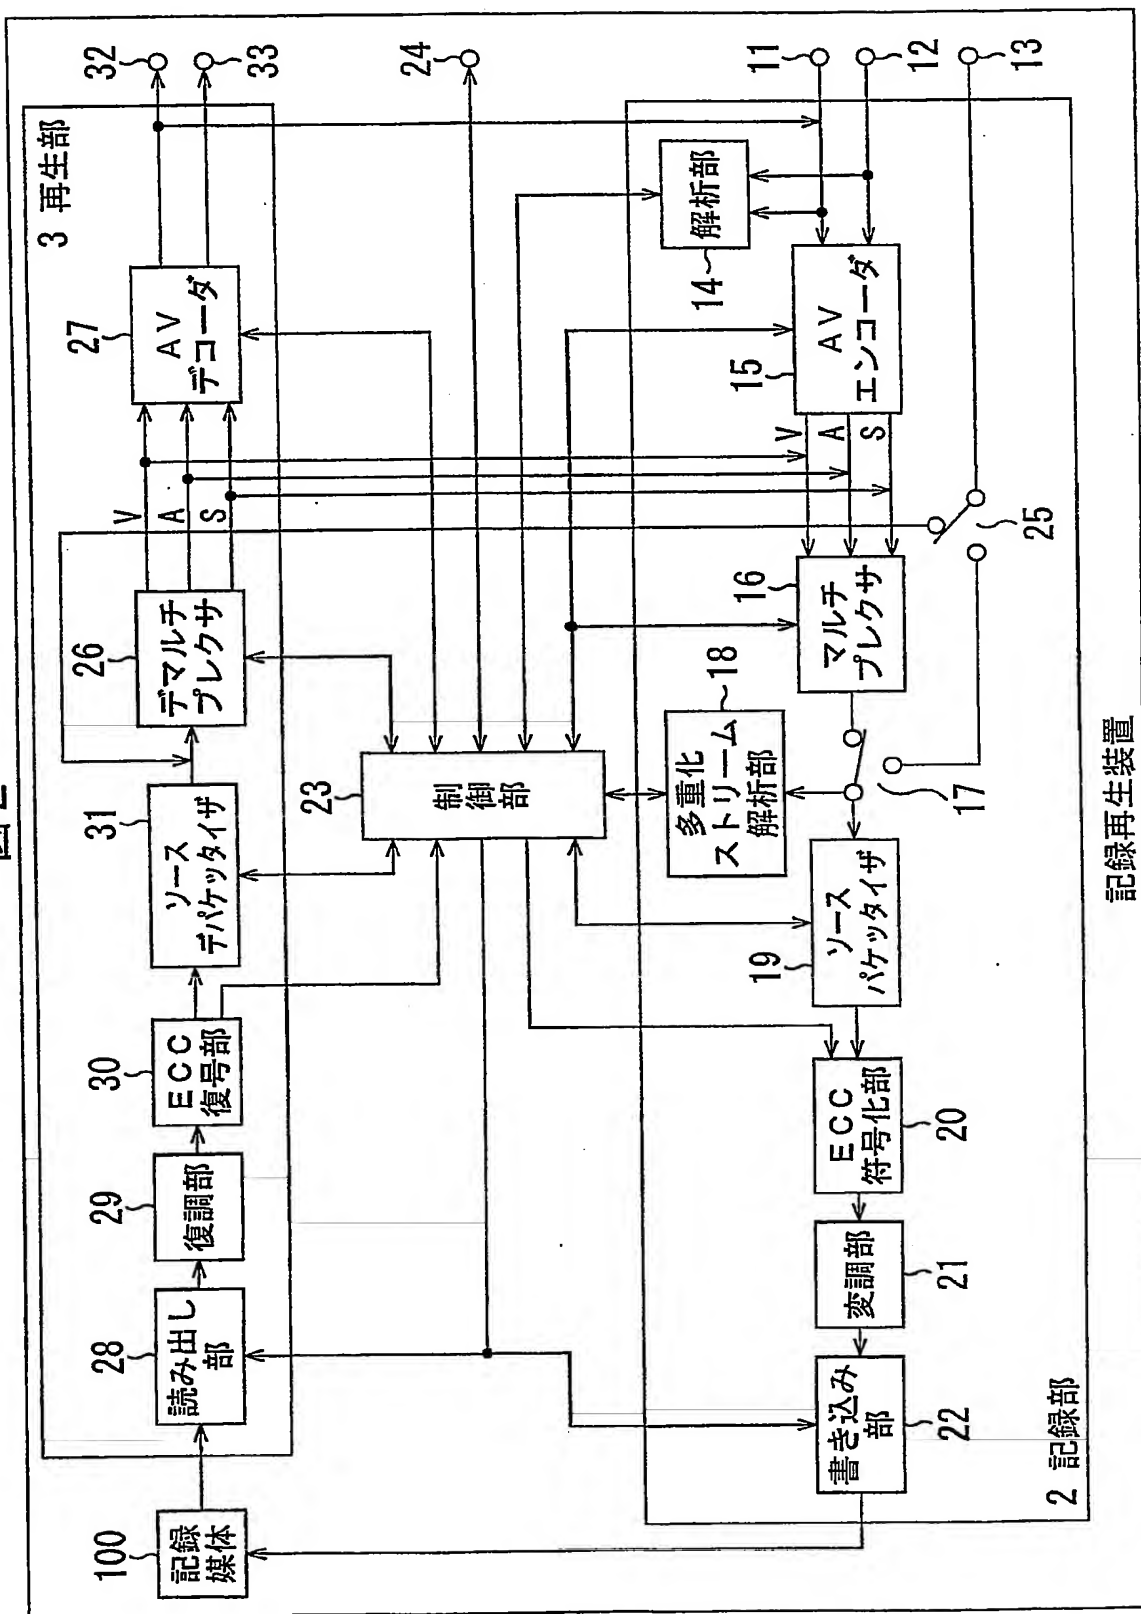 32
33
24
11
12
13
3 再生部
27
AV
デコーダ
V
A
S
26
デマルチ
プレクサ
31
ソース
デパケッタイザ
30
ECC
復号部
29
復調部
28
読み出し
部
100
記録
媒体
23
制御
部
解析部
14
AV
エンコーダ
15
V
A
S
25
16
マルチ
プレクサ
18
多重化
ストリーム
解析部
17
ソース
パケッタイザ
19
ECC
符号化部
20
変調部
21
書き込み
部
22
2 記録部
記録再生装置